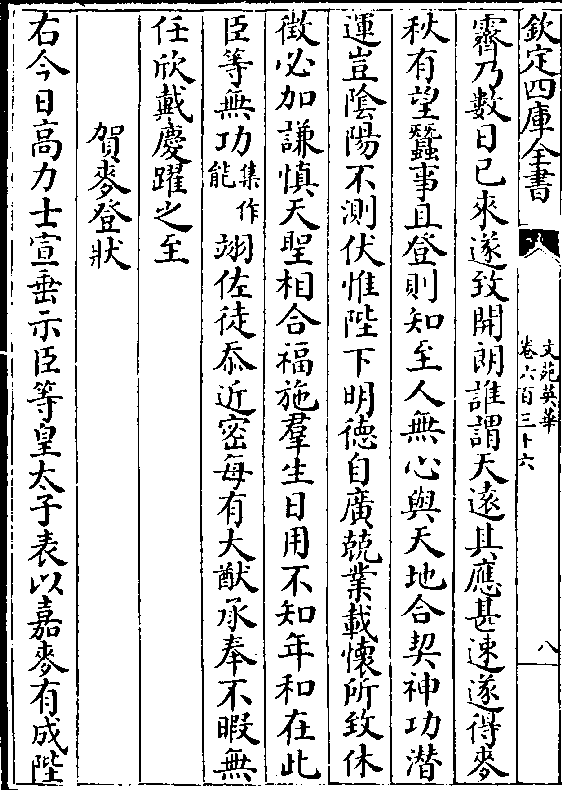 欽定四庫全書
文苑英華
卷六百三十六
八
霽乃數日已來遂致開朗誰謂天遠其應甚速遂得麥
秋有望蠶事且登則知至人無心與天地合契神功潛
運豈隂陽不測伏惟陛下明德自廣兢業載懷所致休
徴必加謙慎天聖相合福施羣生日用不知年和在此
臣等無功集作能翊佐徒忝近密每有大猷承奉不暇無
任欣戴慶躍之至
賀麥登狀
右今日高力士宣垂示臣等皇太子表以嘉麥有成陛